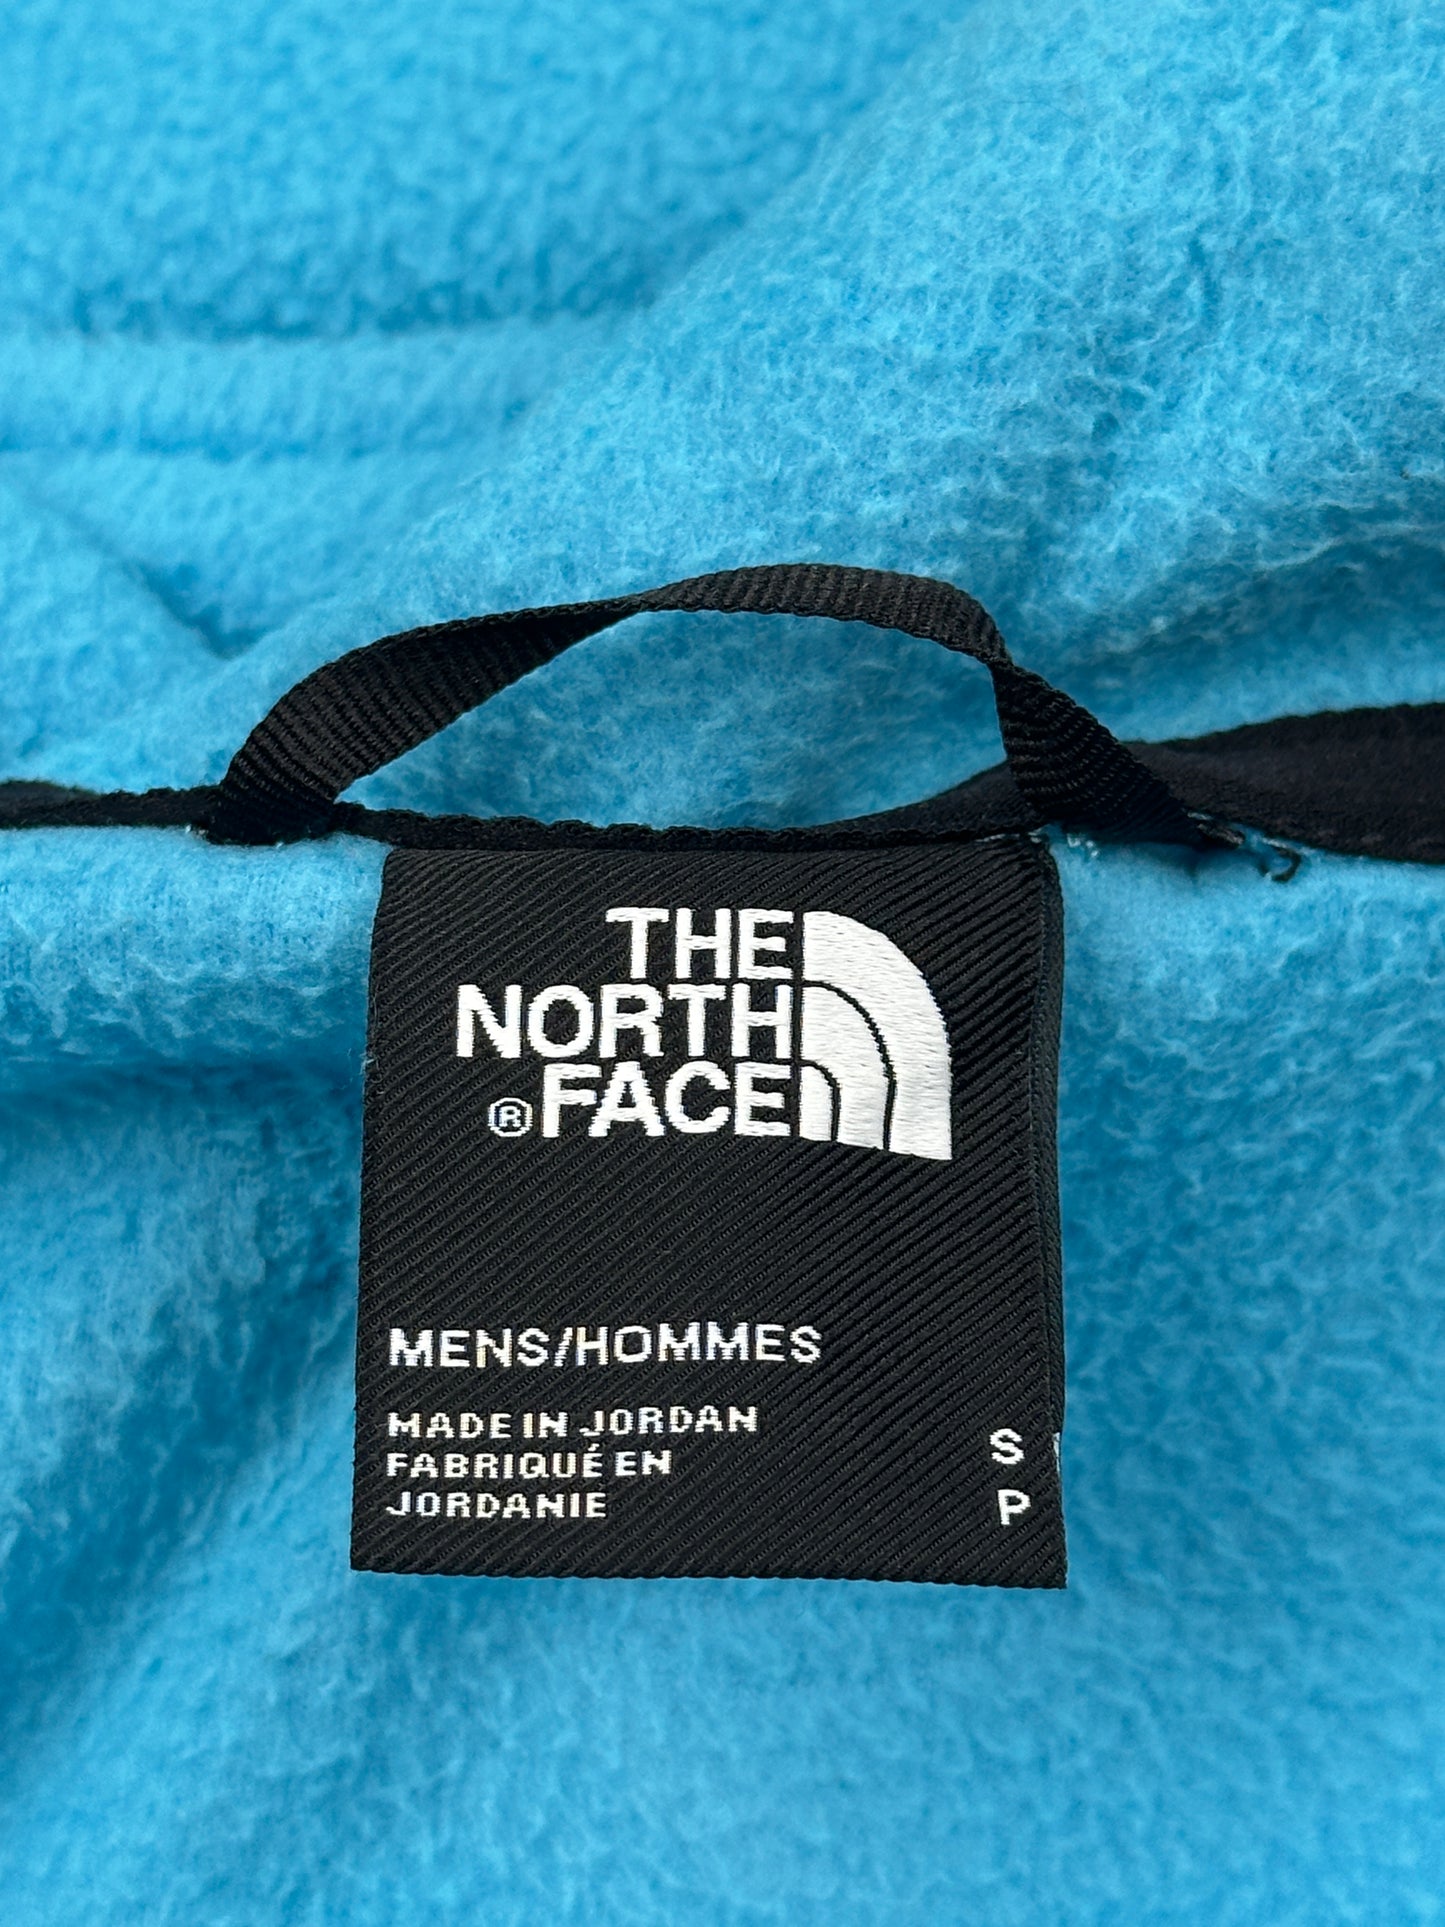 THE
NORTH
® FACE
MENS/HOMMES
MADE IN JORDAN
FABRIQUÉ EN
JORDANIE
S
P